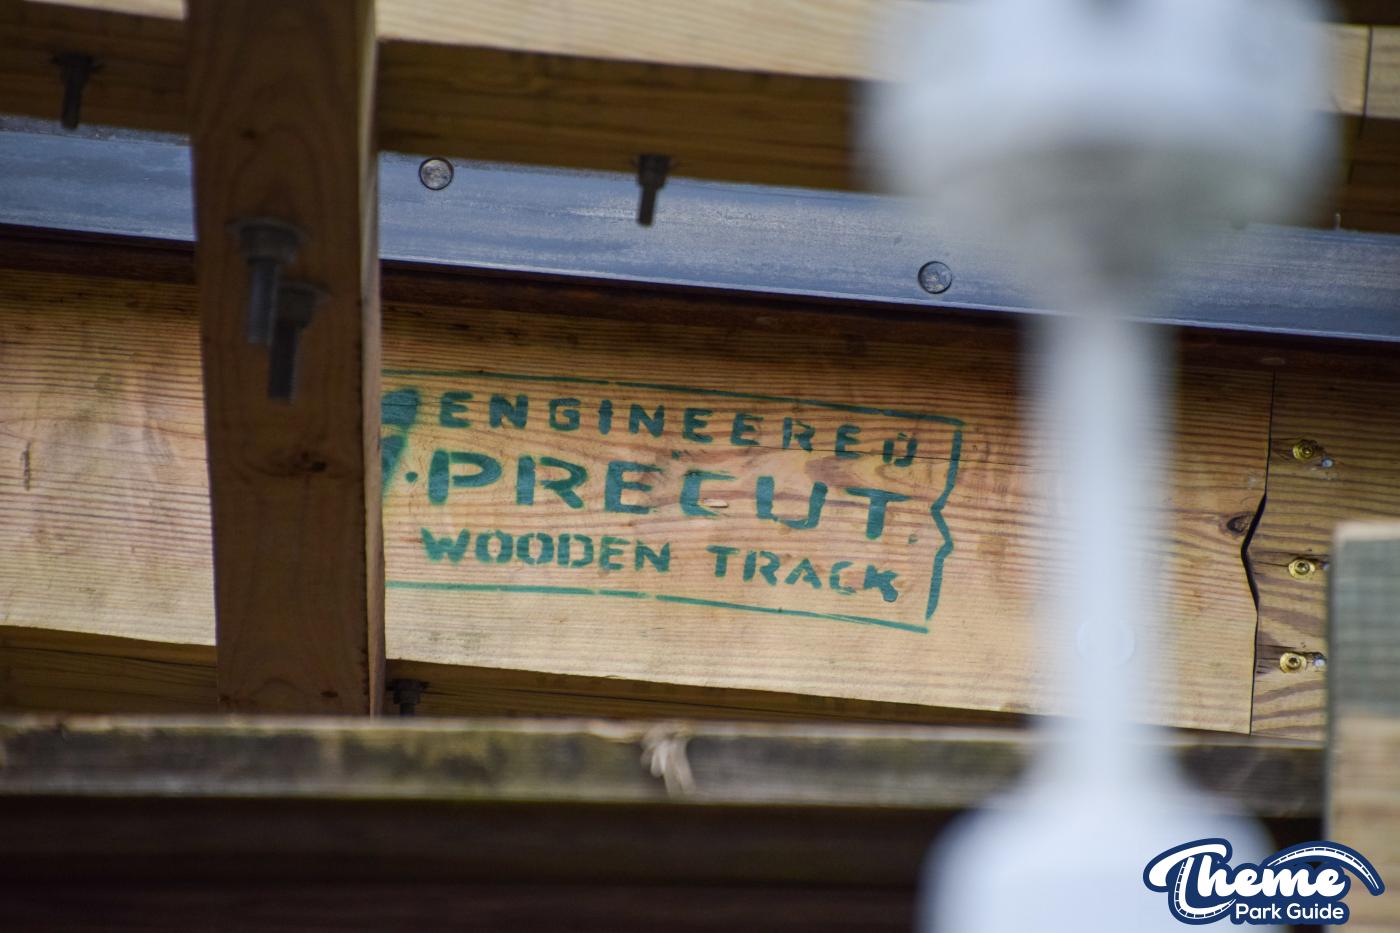 ENGINEERED
PRECUT
WOODEN TRACK
Theme
Park Guide